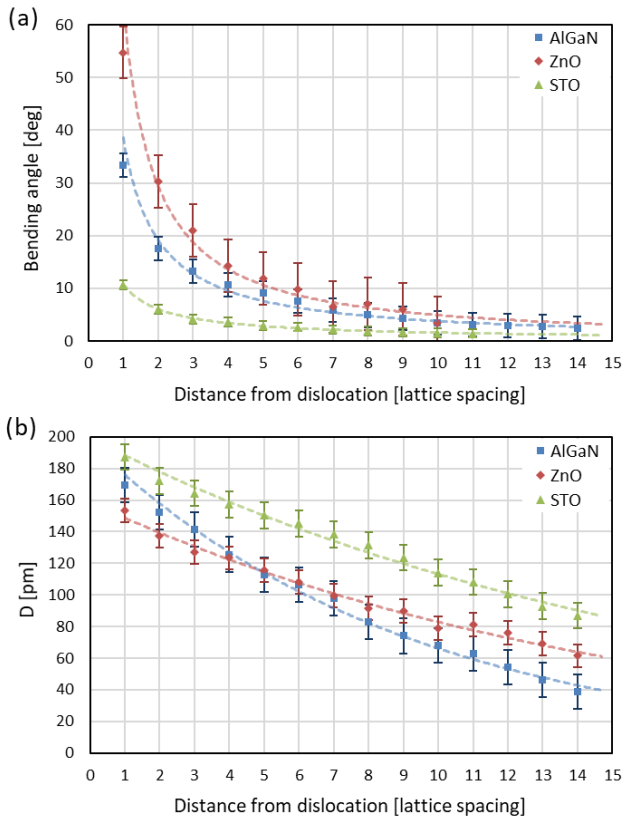 (a)
60
50
40
30
20
10
0
Bending angle [deg]
AlGaN
ZnO
STO
0 1 2 3 4 5 6 7 8 9 10 11 12 13 14 15
Distance from dislocation [lattice spacing]
(b)
200
180
160
140
120
100
80
60
40
20
0
D [pm]
AlGaN
ZnO
STO
0 1 2 3 4 5 6 7 8 9 10 11 12 13 14 15
Distance from dislocation [lattice spacing]